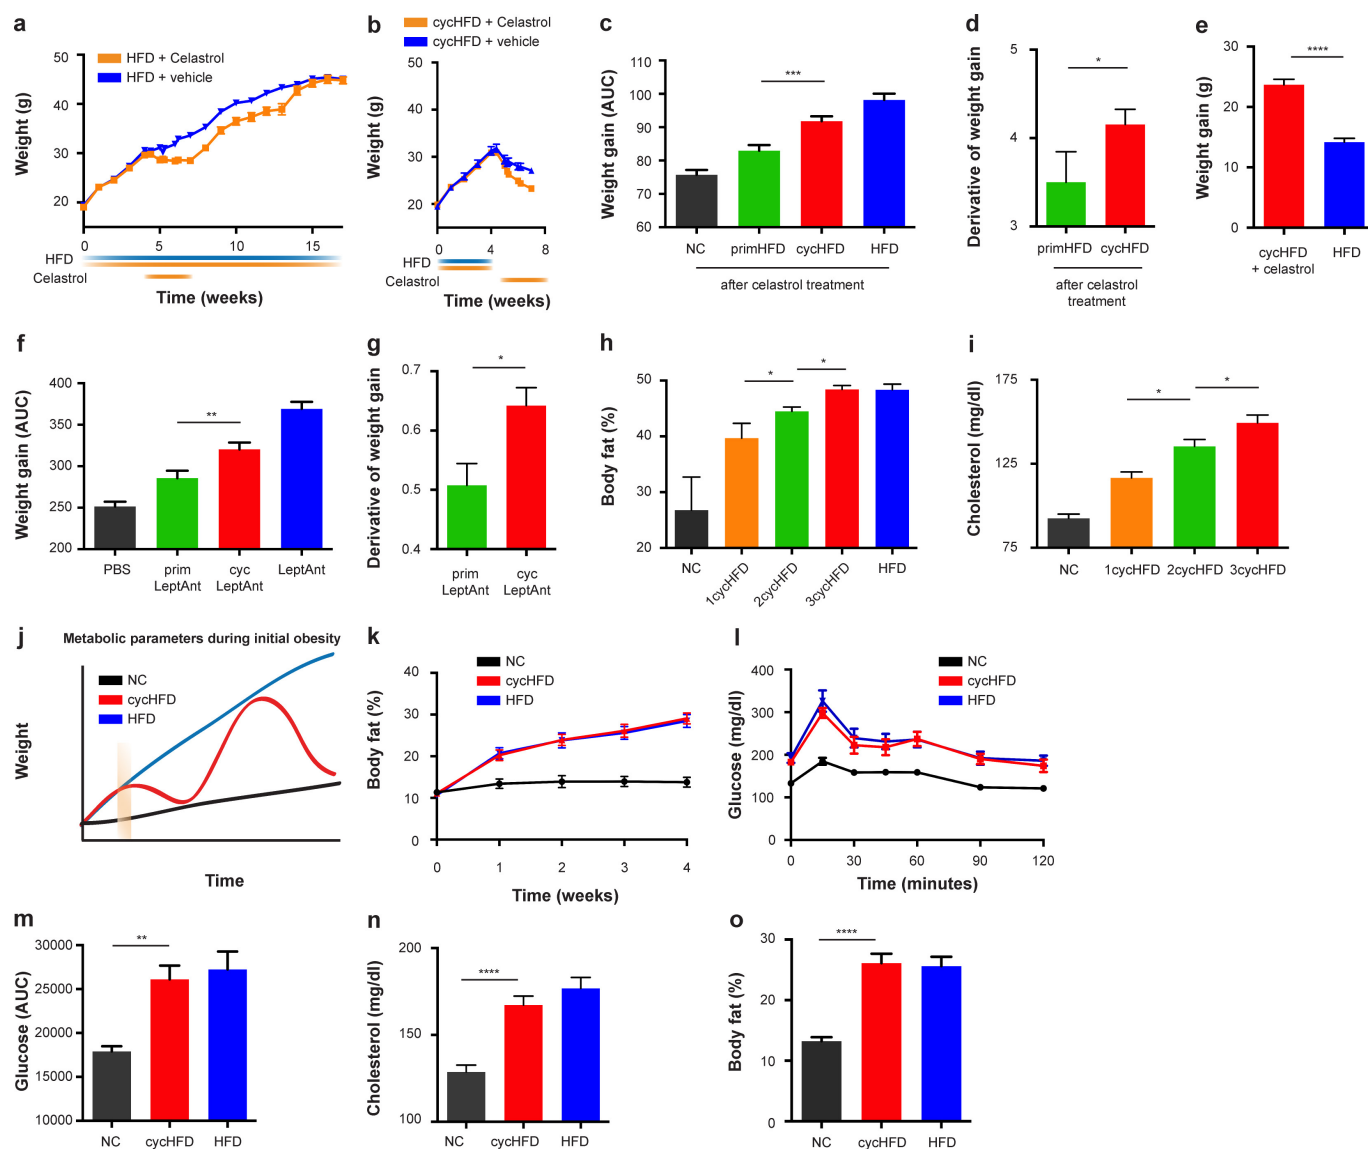 a
HFD + Celastrol
HFD + vehicle
Weight (g)
50
40
30
20
0
5
10
15
HFD
Celastrol
Time (weeks)
b
cycHFD + Celastrol
cycHFD + vehicle
Weight (g)
50
40
30
20
0
4
8
HFD
Celastrol
Time (weeks)
c
Weight gain (AUC)
110
100
90
80
70
60
***
NC
primHFD
cycHFD
HFD
after celastrol treatment
d
Derivative of weight gain
5
4
3
*
primHFD
cycHFD
after celastrol
treatment
e
Weight gain (g)
30
20
10
0
****
cycHFD
+ celastrol
HFD
f
Weight gain (AUC)
400
350
300
250
200
**
PBS
prim
LeptAnt
cyc
LeptAnt
LeptAnt
g
Derivative of weight gain
0.7
0.6
0.5
0.4
*
prim
LeptAnt
cyc
LeptAnt
h
Body fat (%)
50
40
30
20
*
*
NC
1cycHFD
2cycHFD
3cycHFD
HFD
i
Cholesterol (mg/dl)
175
125
75
*
*
NC
1cycHFD
2cycHFD
3cycHFD
j
Metabolic parameters during initial obesity
NC
cycHFD
HFD
Weight
Time
k
NC
cycHFD
HFD
Body fat (%)
40
30
20
10
0
0
1
2
3
4
Time (weeks)
l
NC
cycHFD
HFD
Glucose (mg/dl)
400
300
200
100
0
0
30
60
90
120
Time (minutes)
m
Glucose (AUC)
30000
25000
20000
15000
10000
**
NC
cycHFD
HFD
n
Cholesterol (mg/dl)
200
150
100
****
NC
cycHFD
HFD
o
Body fat (%)
30
20
10
0
****
NC
cycHFD
HFD